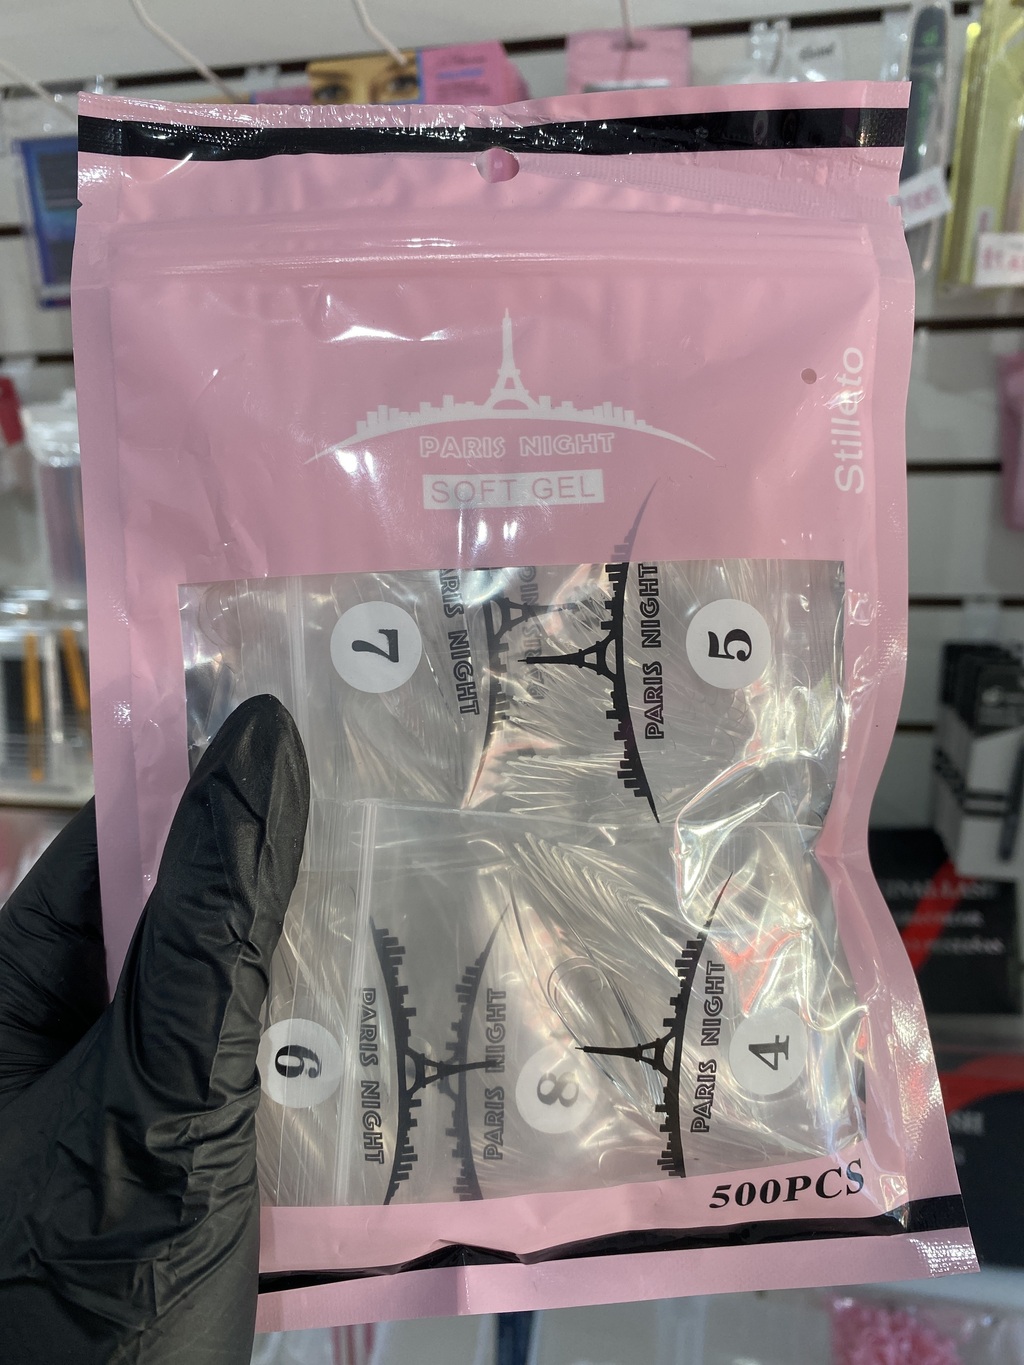 PARIS NIGHT
SOFT GEL
Stilleto
7
PARIS NIGHT
PARIS NIGHT
5
6
PARIS NIGHT
PARIS NIGHT
8
PARIS NIGHT
4
500PCS